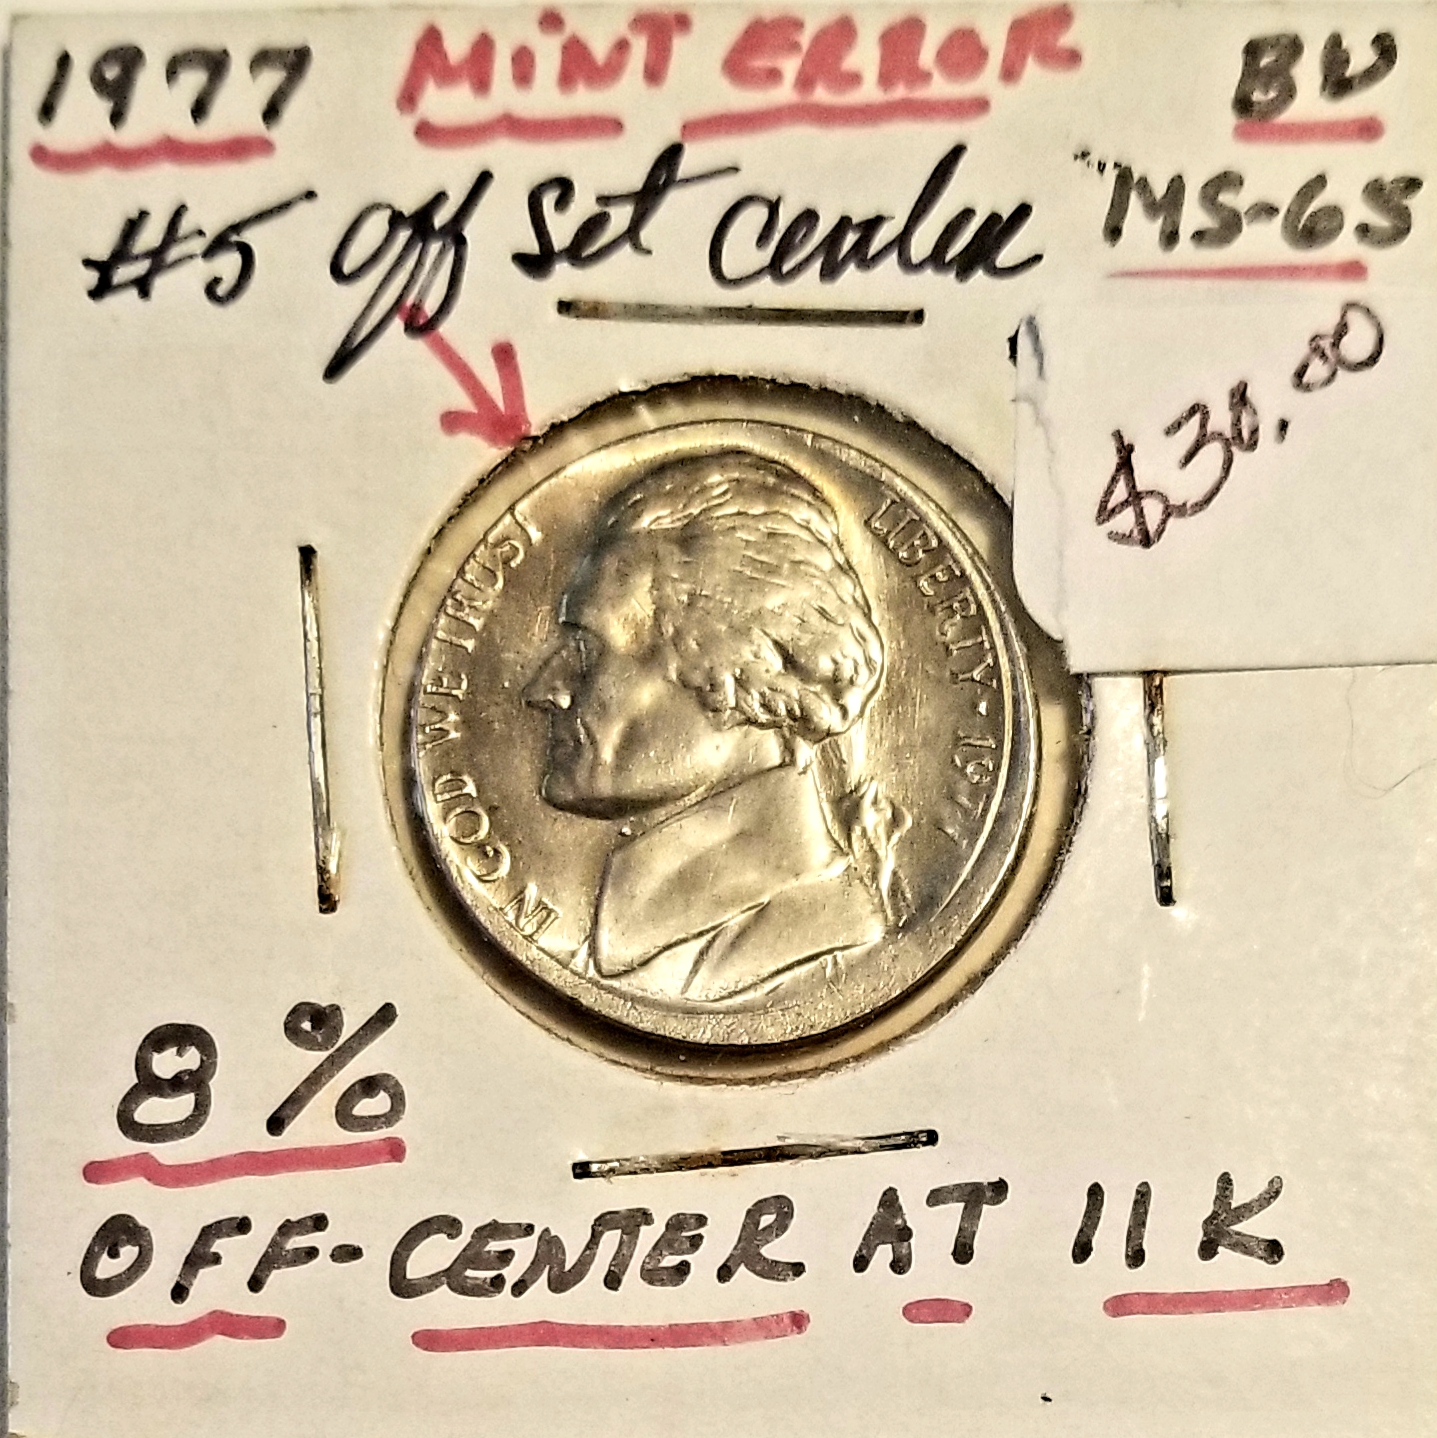 1977 MINT ERROR BU
#5 Off Set Center MS-65
$30.00
IN GOD WE TRUST
LIBERTY · 1977
8%
OFF-CENTER AT 11 K